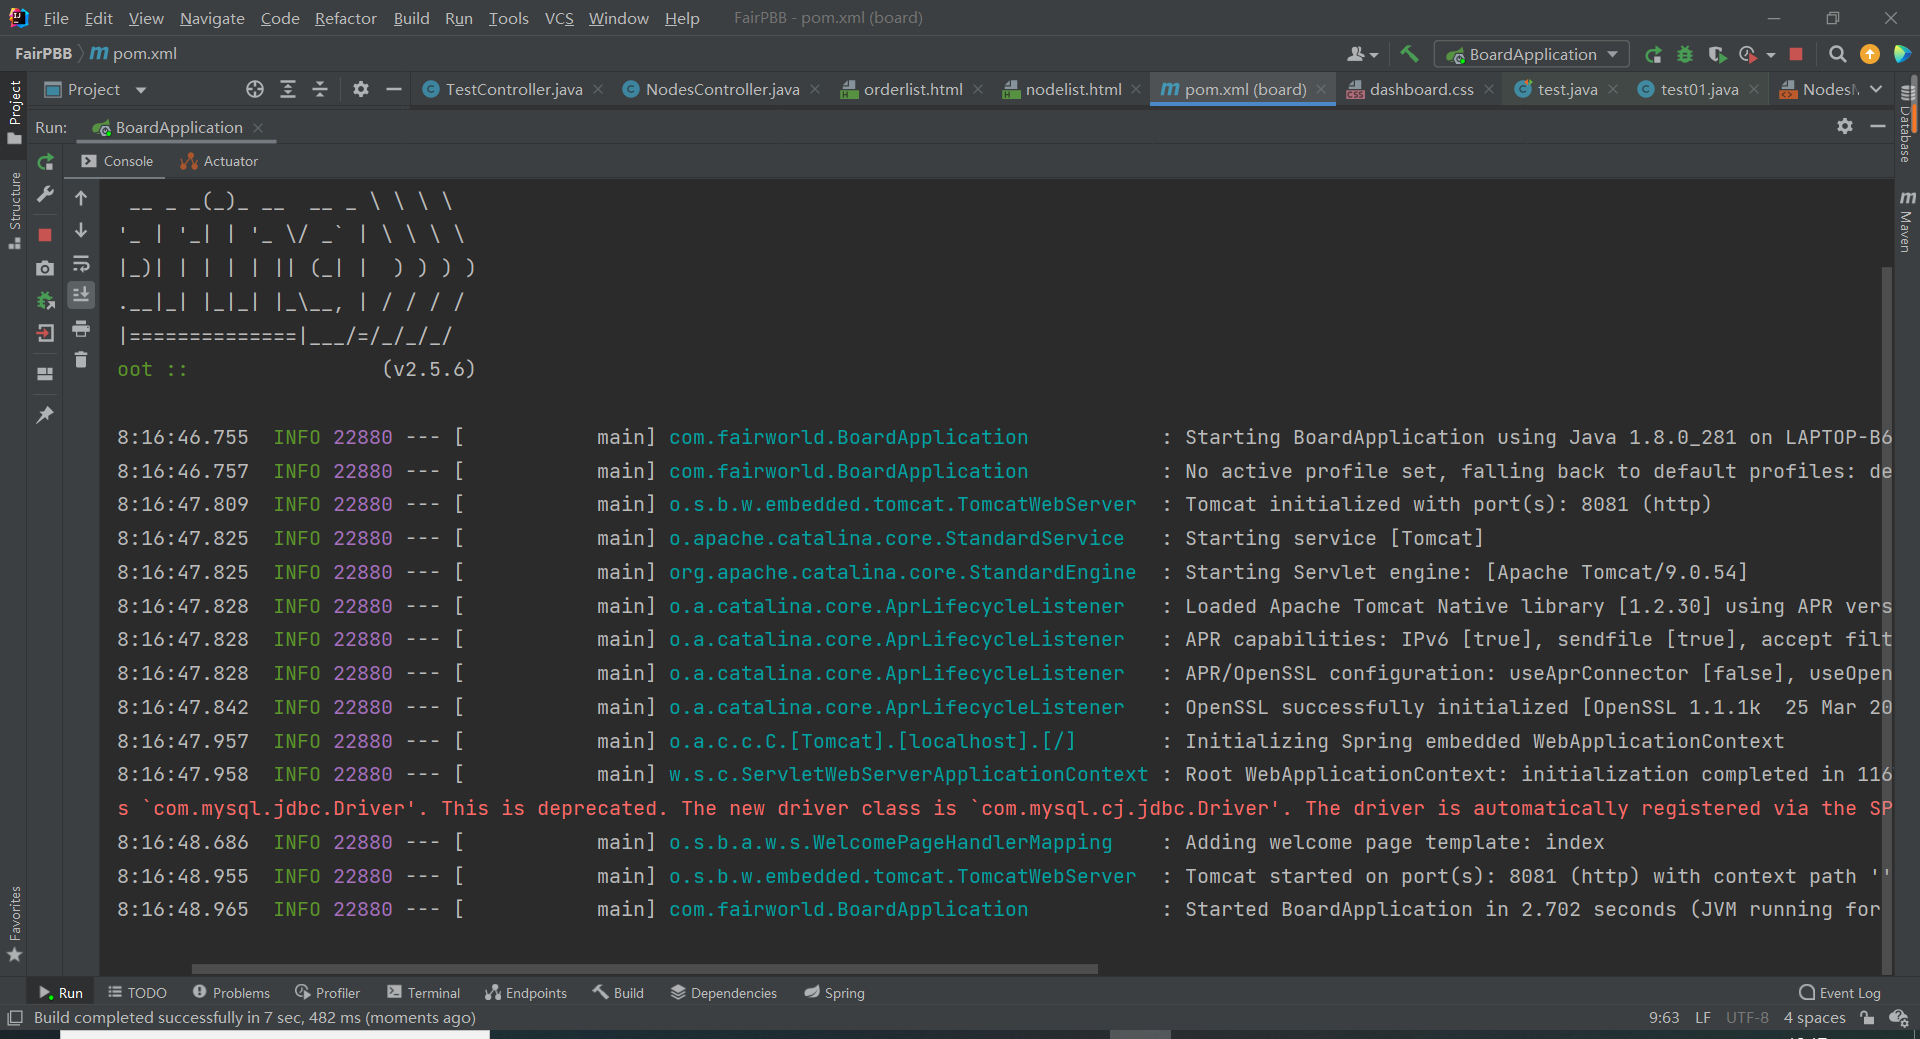 File Edit View Navigate Code Refactor Build Run Tools VCS Window Help FairPBB - pom.xml (board)
FairPBB m pom.xml BoardApplication
Project TestController.java NodesController.java orderlist.html nodelist.html m pom.xml (board) dashboard.css test.java test01.java
Run: BoardApplication
Console Actuator
__ _ _(_)_ __  __ _ \ \ \ \
'_ | '_| | '_ \/ _` | \ \ \ \
|_)| | | | | || (_| |  ) ) ) )
.__|_| |_|_| |_\__, | / / / /
|==============|___/=/_/_/_/
oot ::                (v2.5.6)
8:16:46.755  INFO 22880 --- [           main] com.fairworld.BoardApplication           : Starting BoardApplication using Java 1.8.0_281 on LAPTOP-B6
8:16:46.757  INFO 22880 --- [           main] com.fairworld.BoardApplication           : No active profile set, falling back to default profiles: de
8:16:47.809  INFO 22880 --- [           main] o.s.b.w.embedded.tomcat.TomcatWebServer  : Tomcat initialized with port(s): 8081 (http)
8:16:47.825  INFO 22880 --- [           main] o.apache.catalina.core.StandardService   : Starting service [Tomcat]
8:16:47.825  INFO 22880 --- [           main] org.apache.catalina.core.StandardEngine  : Starting Servlet engine: [Apache Tomcat/9.0.54]
8:16:47.828  INFO 22880 --- [           main] o.a.catalina.core.AprLifecycleListener   : Loaded Apache Tomcat Native library [1.2.30] using APR vers
8:16:47.828  INFO 22880 --- [           main] o.a.catalina.core.AprLifecycleListener   : APR capabilities: IPv6 [true], sendfile [true], accept filt
8:16:47.828  INFO 22880 --- [           main] o.a.catalina.core.AprLifecycleListener   : APR/OpenSSL configuration: useAprConnector [false], useOpen
8:16:47.842  INFO 22880 --- [           main] o.a.catalina.core.AprLifecycleListener   : OpenSSL successfully initialized [OpenSSL 1.1.1k  25 Mar 20
8:16:47.957  INFO 22880 --- [           main] o.a.c.c.C.[Tomcat].[localhost].[/]       : Initializing Spring embedded WebApplicationContext
8:16:47.958  INFO 22880 --- [           main] w.s.c.ServletWebServerApplicationContext : Root WebApplicationContext: initialization completed in 116
s `com.mysql.jdbc.Driver'. This is deprecated. The new driver class is `com.mysql.cj.jdbc.Driver'. The driver is automatically registered via the SP
8:16:48.686  INFO 22880 --- [           main] o.s.b.a.w.s.WelcomePageHandlerMapping    : Adding welcome page template: index
8:16:48.955  INFO 22880 --- [           main] o.s.b.w.embedded.tomcat.TomcatWebServer  : Tomcat started on port(s): 8081 (http) with context path ''
8:16:48.965  INFO 22880 --- [           main] com.fairworld.BoardApplication           : Started BoardApplication in 2.702 seconds (JVM running for
Project
Structure
Favorites
Database
m Maven
Run TODO Problems Profiler Terminal Endpoints Build Dependencies Spring Event Log
Build completed successfully in 7 sec, 482 ms (moments ago) 9:63 LF UTF-8 4 spaces